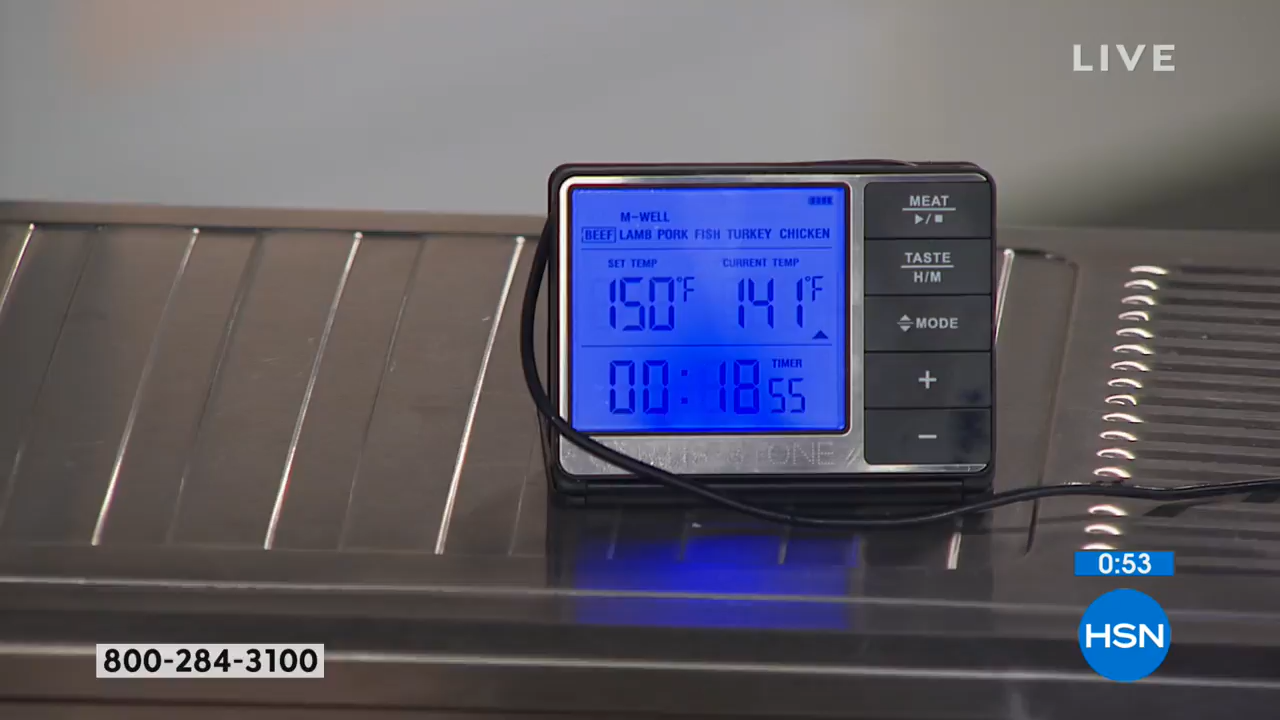 LIVE
M-WELL
BEEF LAMB PORK FISH TURKEY CHICKEN
SET TEMP CURRENT TEMP
150°F 141°F
TIMER
00:18 55
MEAT
▶/■
TASTE
H/M
MODE
+
−
0:53
HSN
800-284-3100